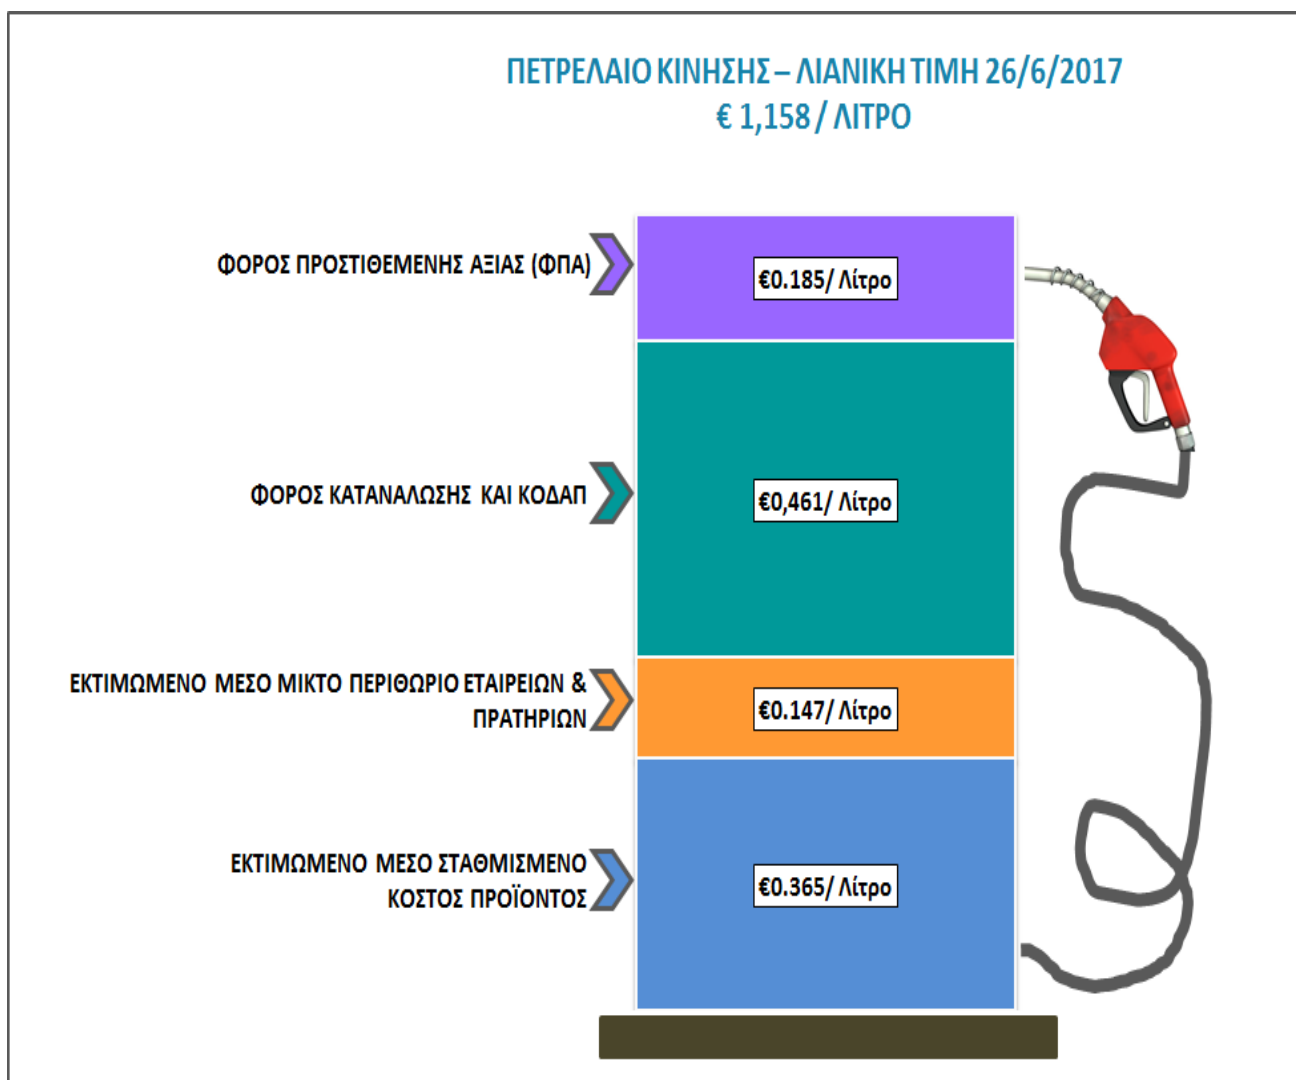 ΠΕΤΡΕΛΑΙΟ ΚΙΝΗΣΗΣ – ΛΙΑΝΙΚΗ ΤΙΜΗ 26/6/2017
€ 1,158 / ΛΙΤΡΟ
ΦΟΡΟΣ ΠΡΟΣΤΙΘΕΜΕΝΗΣ ΑΞΙΑΣ (ΦΠΑ)
€0.185/ Λίτρο
ΦΟΡΟΣ ΚΑΤΑΝΑΛΩΣΗΣ ΚΑΙ ΚΟΔΑΠ
€0,461/ Λίτρο
ΕΚΤΙΜΩΜΕΝΟ ΜΕΣΟ ΜΙΚΤΟ ΠΕΡΙΘΩΡΙΟ ΕΤΑΙΡΕΙΩΝ &
ΠΡΑΤΗΡΙΩΝ
€0.147/ Λίτρο
ΕΚΤΙΜΩΜΕΝΟ ΜΕΣΟ ΣΤΑΘΜΙΣΜΕΝΟ
ΚΟΣΤΟΣ ΠΡΟΪΟΝΤΟΣ
€0.365/ Λίτρο